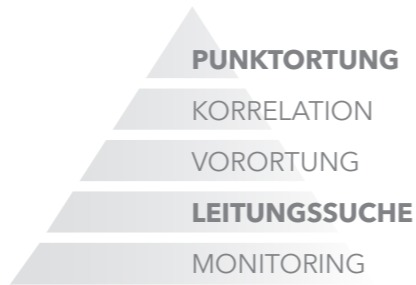 PUNKTORTUNG
KORRELATION
VORORTUNG
LEITUNGSSUCHE
MONITORING